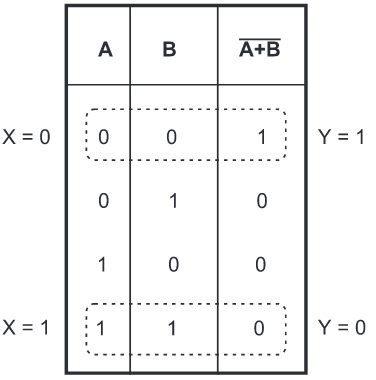 A B A+B
X = 0 0 0 1 Y = 1
0 1 0
1 0 0
X = 1 1 1 0 Y = 0